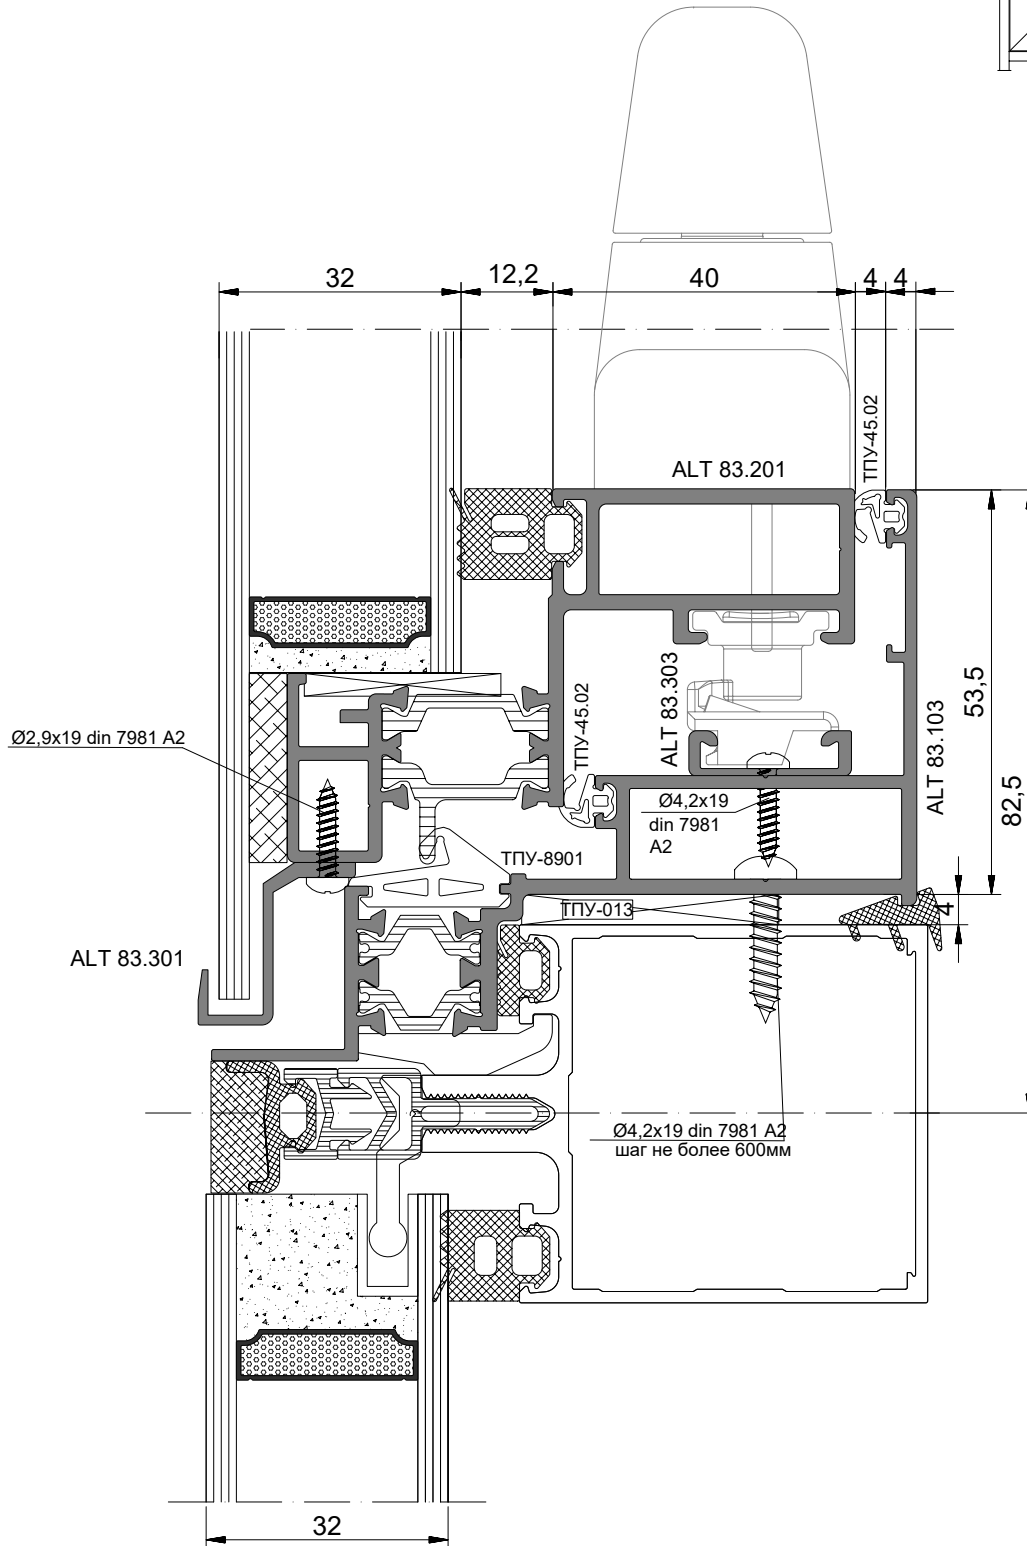 32
12,2
40
4
4
ТПУ-45.02
ALT 83.201
ТПУ-45.02
ALT 83.303
ALT 83.103
53,5
82,5
Ø2,9x19 din 7981 A2
Ø4,2x19
din 7981
A2
ТПУ-8901
ТПУ-013
4
ALT 83.301
Ø4,2x19 din 7981 A2
шаг не более 600мм
32